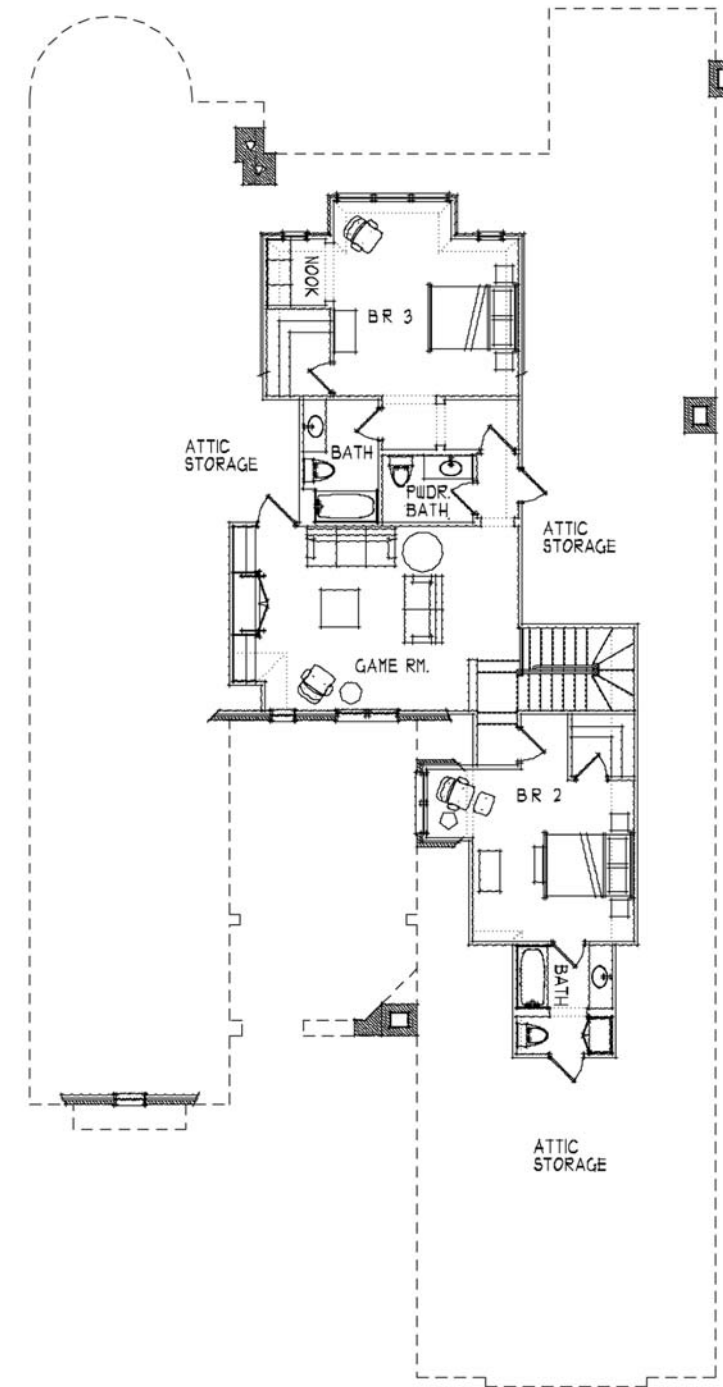 NOOK
BR 3
ATTIC
STORAGE
BATH
PWDR.
BATH
ATTIC
STORAGE
GAME RM.
BR 2
BATH
ATTIC
STORAGE